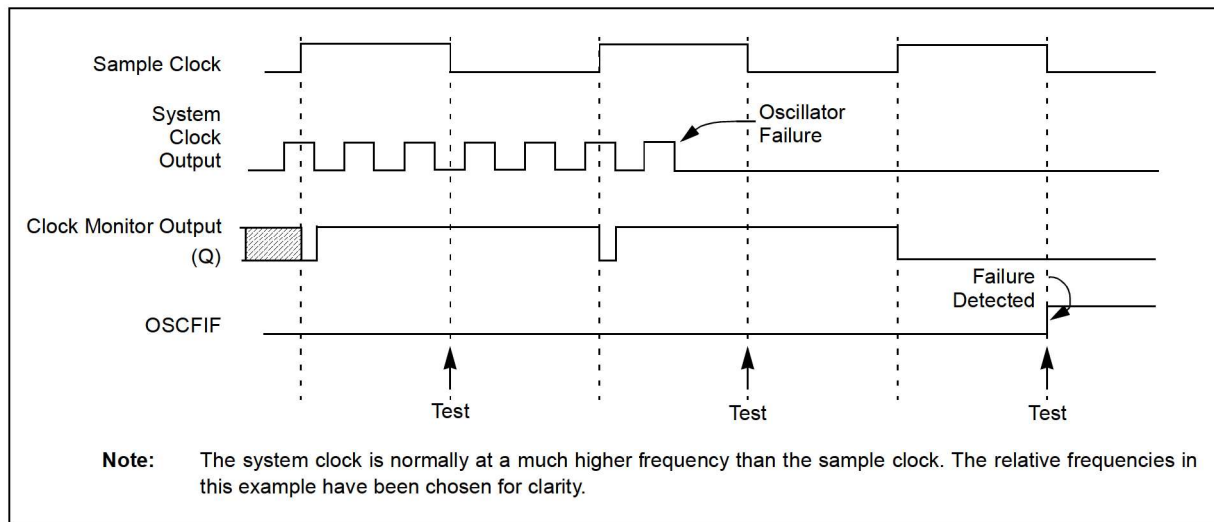 Sample Clock
System
Clock
Output
Oscillator
Failure
Clock Monitor Output
(Q)
Failure
Detected
OSCFIF
Test
Test
Test
Note: The system clock is normally at a much higher frequency than the sample clock. The relative frequencies in
this example have been chosen for clarity.